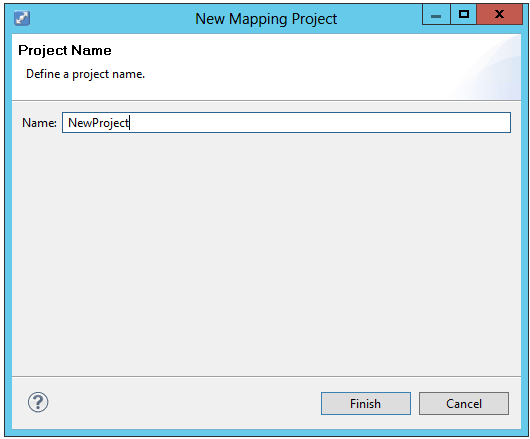 New Mapping Project
Project Name
Define a project name.
Name: NewProject
?
Finish Cancel